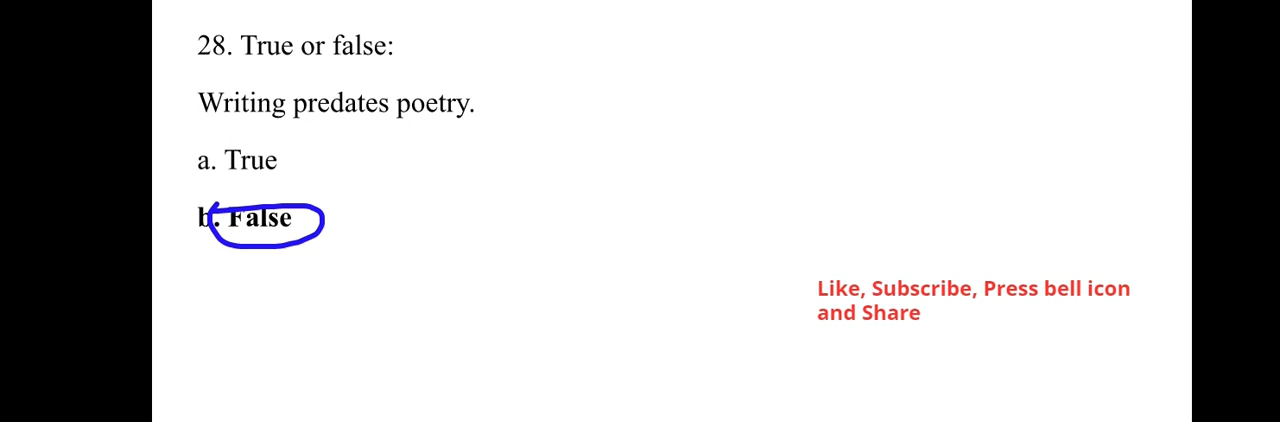 28. True or false:
Writing predates poetry.
a. True
b. False
Like, Subscribe, Press bell icon
and Share